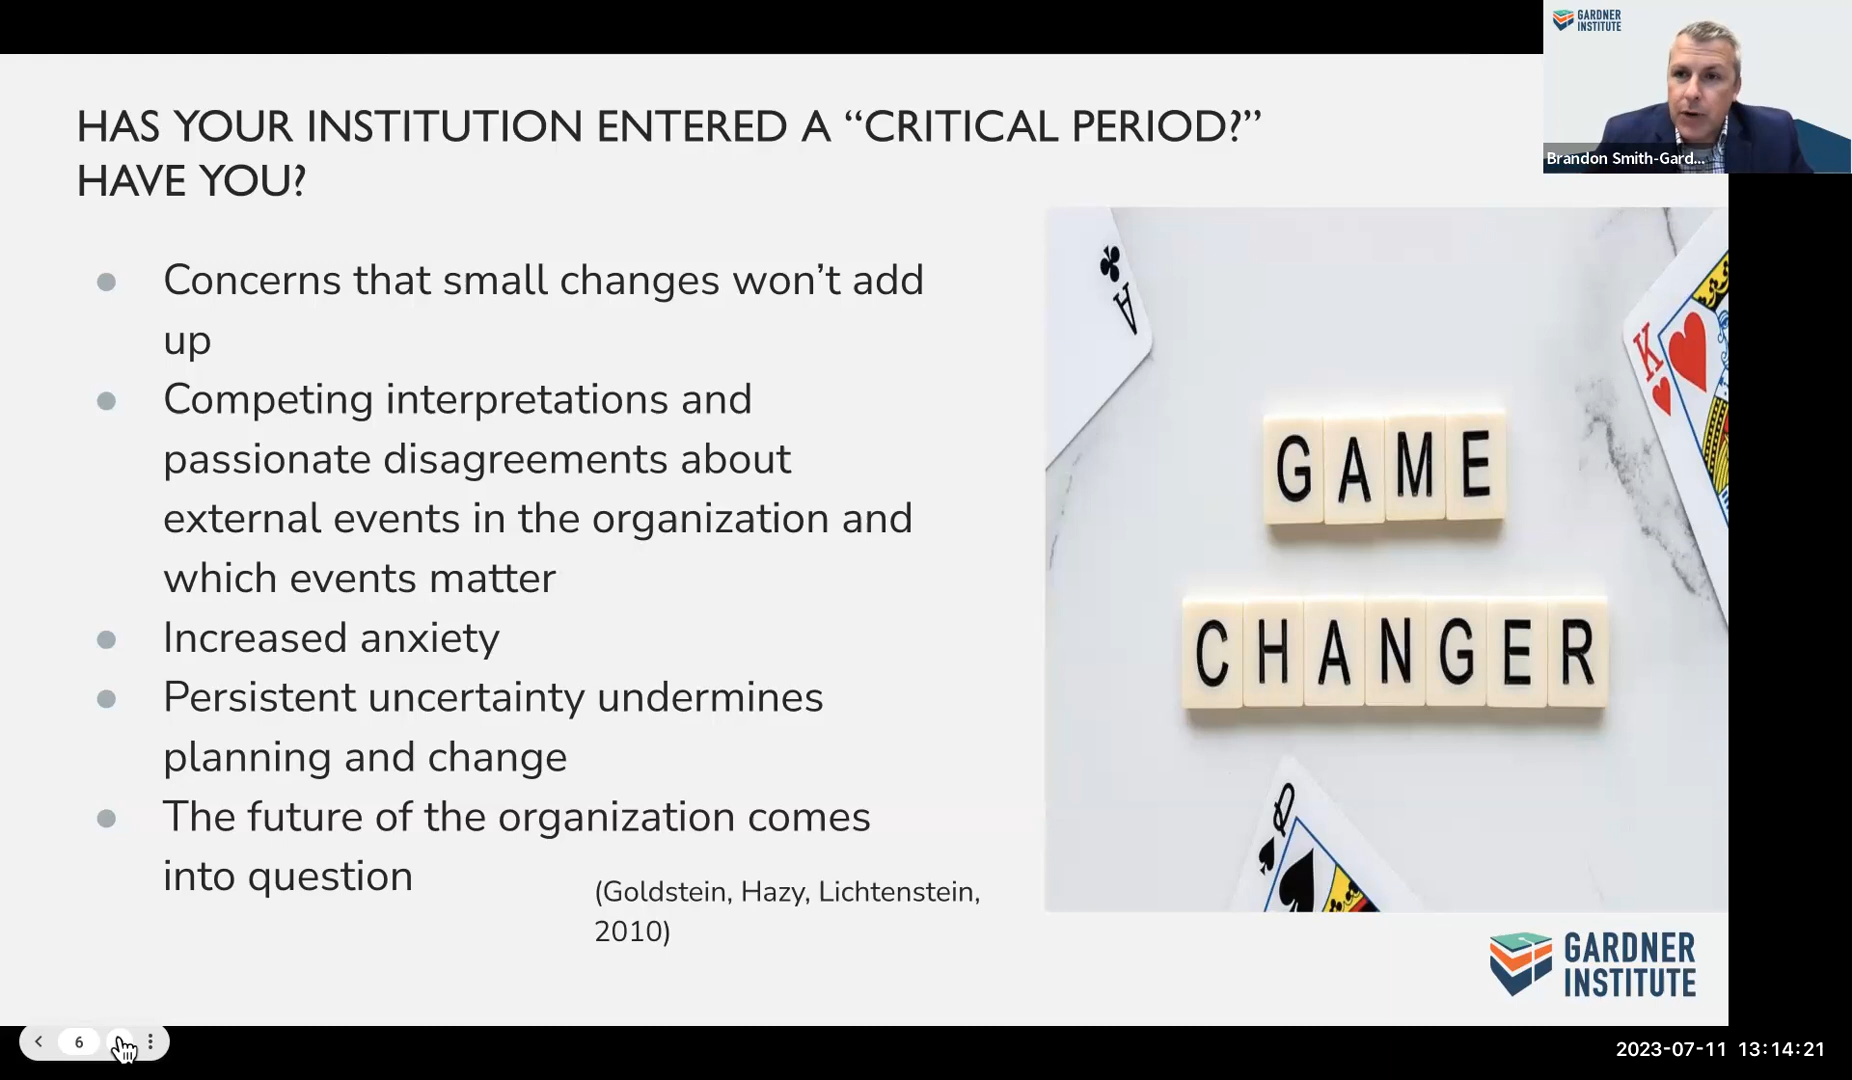 GARDNER
INSTITUTE
Brandon Smith-Gard...
HAS YOUR INSTITUTION ENTERED A “CRITICAL PERIOD?”
HAVE YOU?
Concerns that small changes won’t add
up
Competing interpretations and
passionate disagreements about
external events in the organization and
which events matter
Increased anxiety
Persistent uncertainty undermines
planning and change
The future of the organization comes
into question
(Goldstein, Hazy, Lichtenstein,
2010)
A
K
GAME
CHANGER
Q
GARDNER
INSTITUTE
6
2023-07-11 13:14:21